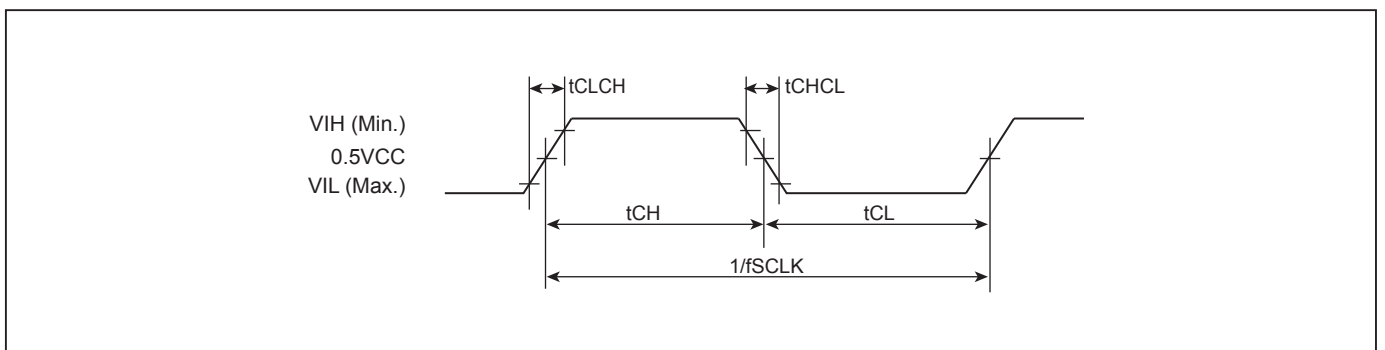 tCLCH
tCHCL
VIH (Min.)
0.5VCC
VIL (Max.)
tCH
tCL
1/fSCLK